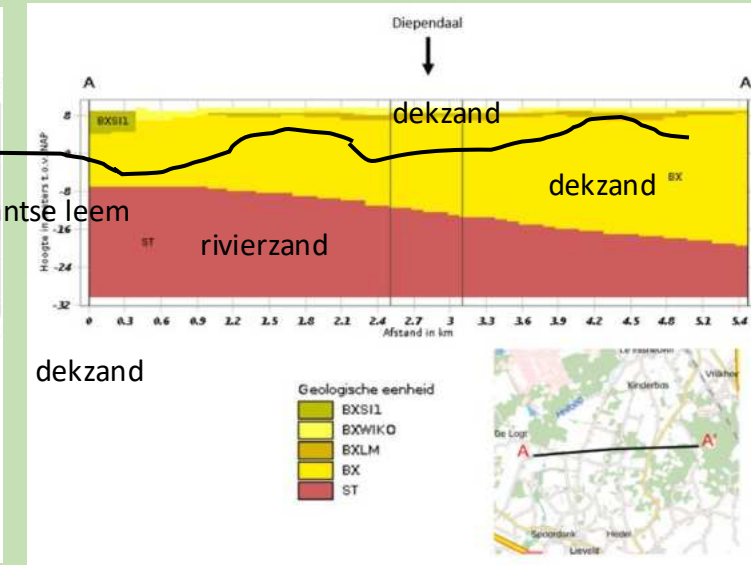 Diependaal
A
A
8
BXSI1
dekzand
-8
dekzand
BX
ntse leem
-16
ST
rivierzand
-24
-32
Hoogte in meters t.o.v. NAP
0 0.3 0.6 0.9 1.2 1.5 1.8 2.1 2.4 2.7 3 3.3 3.6 3.9 4.2 4.5 4.8 5.1 5.4
Afstand in km
dekzand
Geologische eenheid
BXSI1
BXWIKO
BXLM
BX
ST
Kinderbos
Vrilkhov
De Logt
A
A'
Spoordonk
Hedel
Lieveld